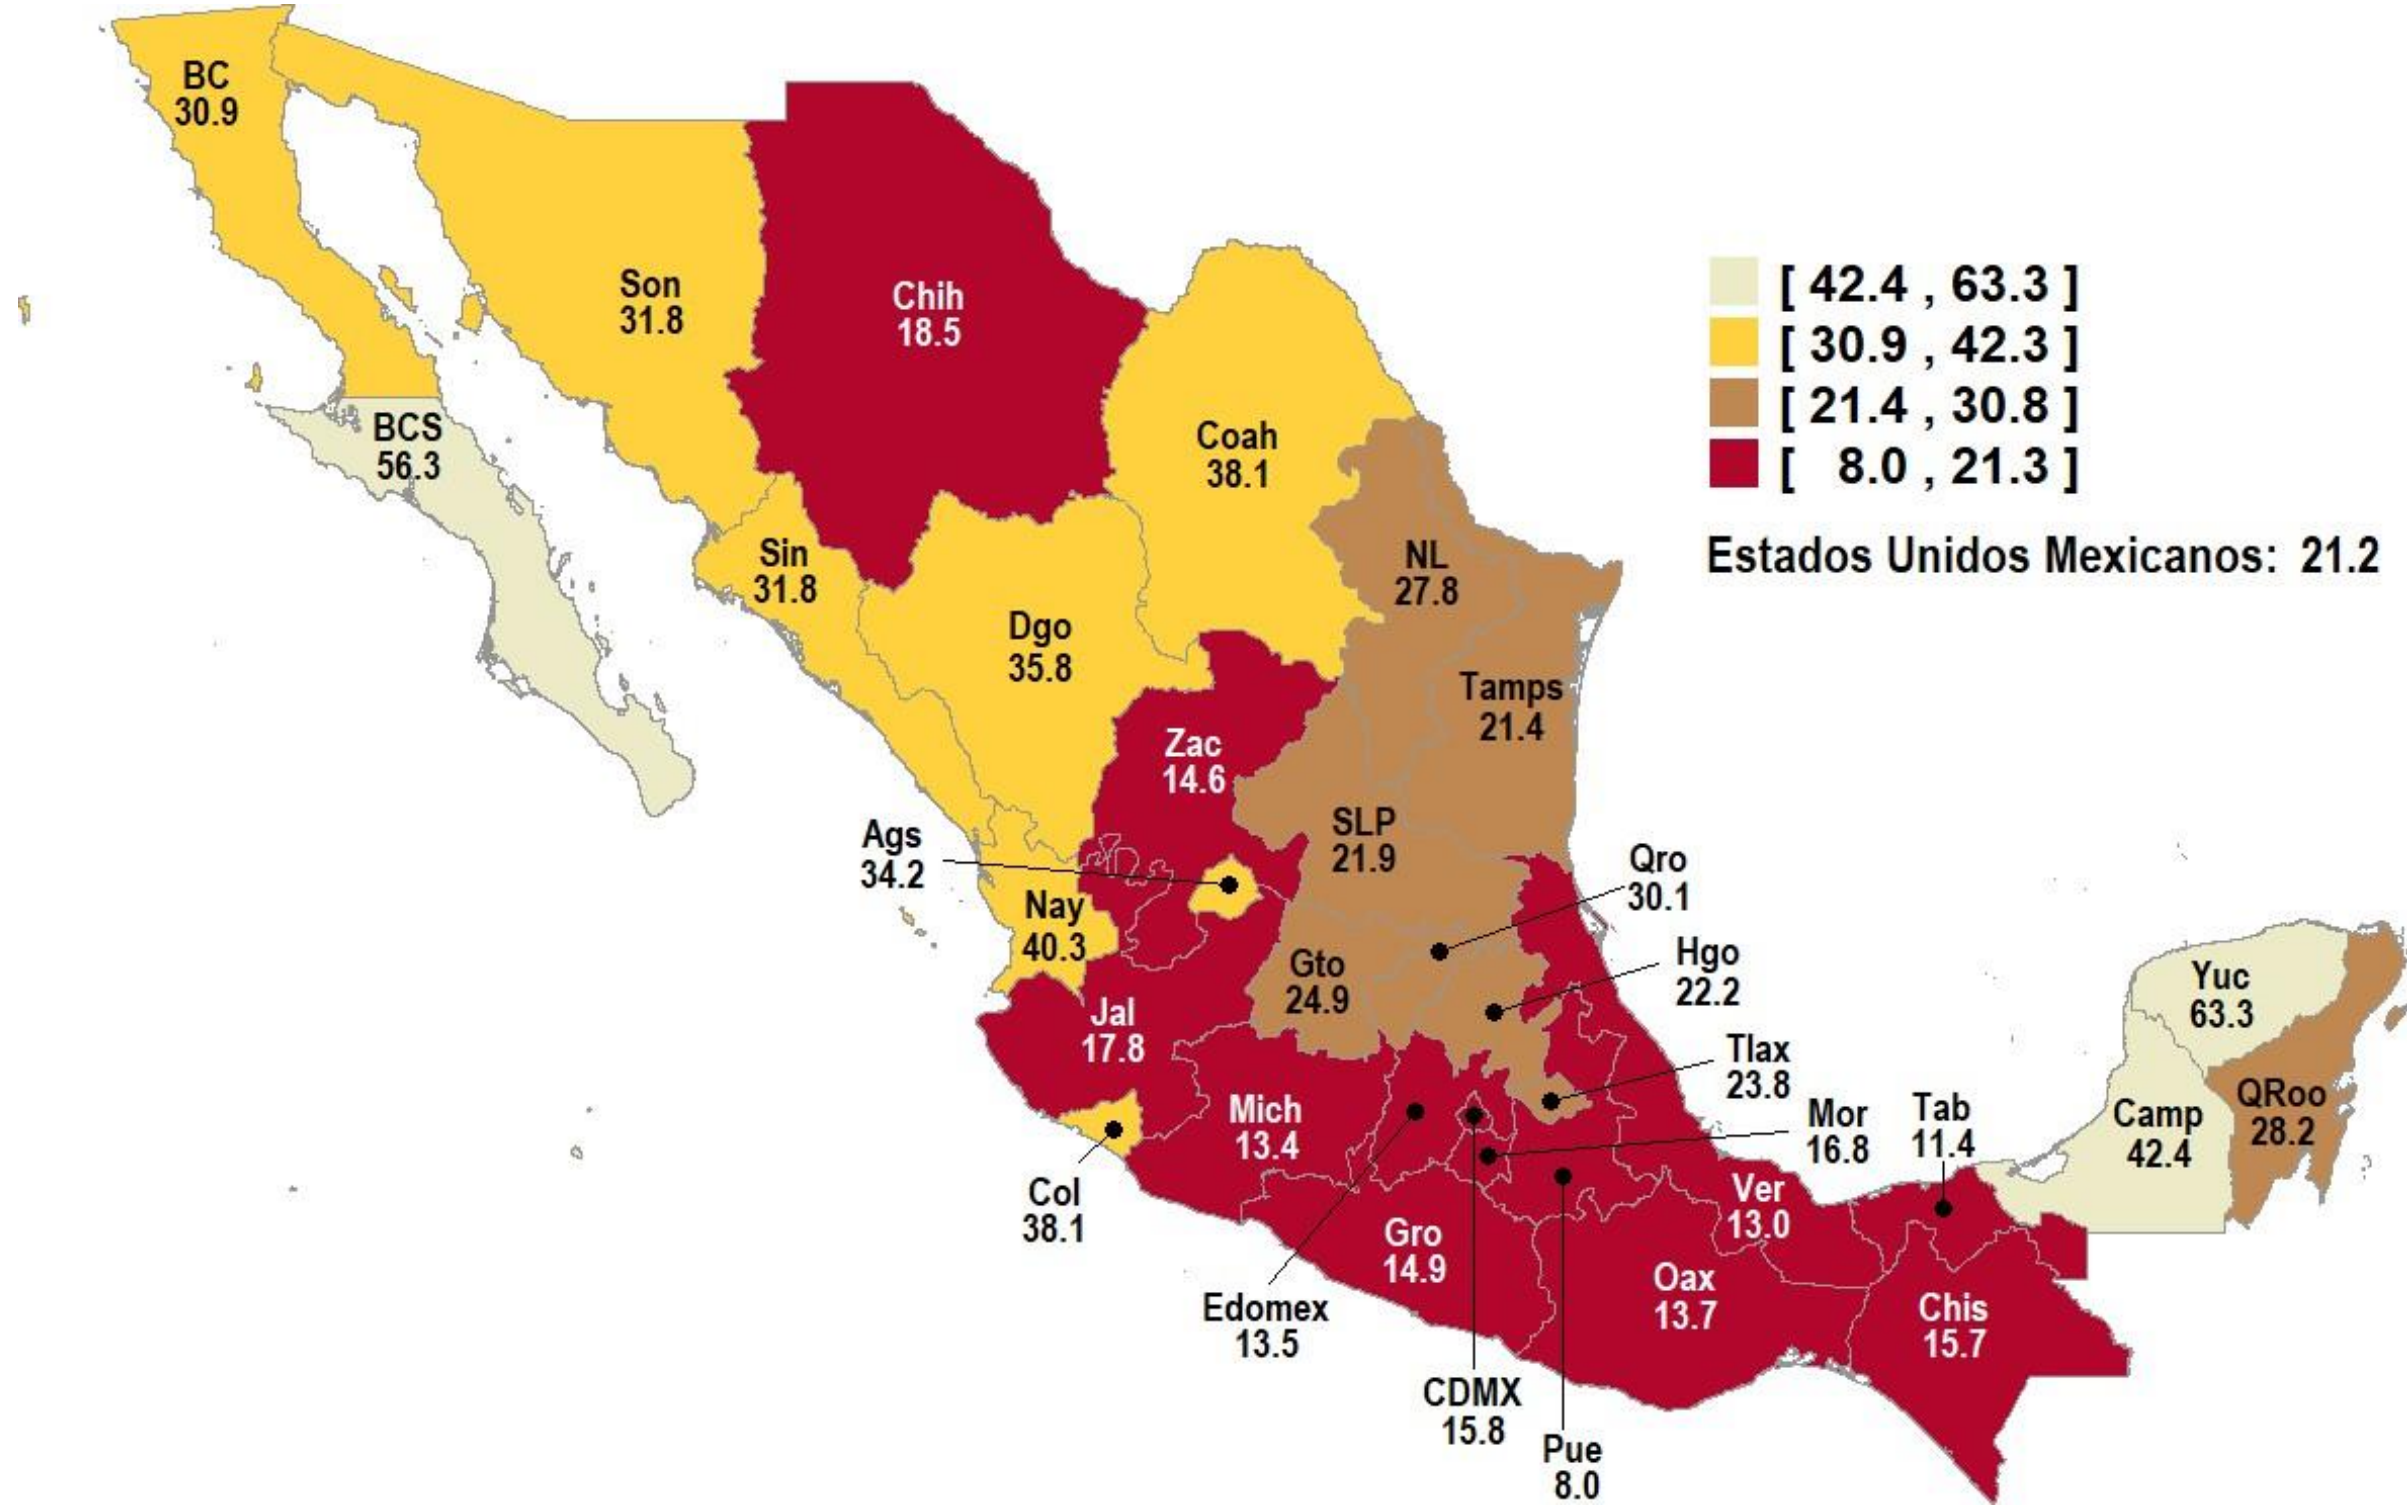 BC
30.9
Son
31.8
Chih
18.5
BCS
56.3
Coah
38.1
[ 42.4 , 63.3 ]
[ 30.9 , 42.3 ]
[ 21.4 , 30.8 ]
[ 8.0 , 21.3 ]
Estados Unidos Mexicanos: 21.2
Sin
31.8
NL
27.8
Dgo
35.8
Tamps
21.4
Zac
14.6
Ags
34.2
SLP
21.9
Qro
30.1
Nay
40.3
Gto
24.9
Hgo
22.2
Yuc
63.3
Jal
17.8
Tlax
23.8
Mich
13.4
Mor
16.8
Tab
11.4
Camp
42.4
QRoo
28.2
Col
38.1
Ver
13.0
Gro
14.9
Oax
13.7
Edomex
13.5
Chis
15.7
CDMX
15.8
Pue
8.0